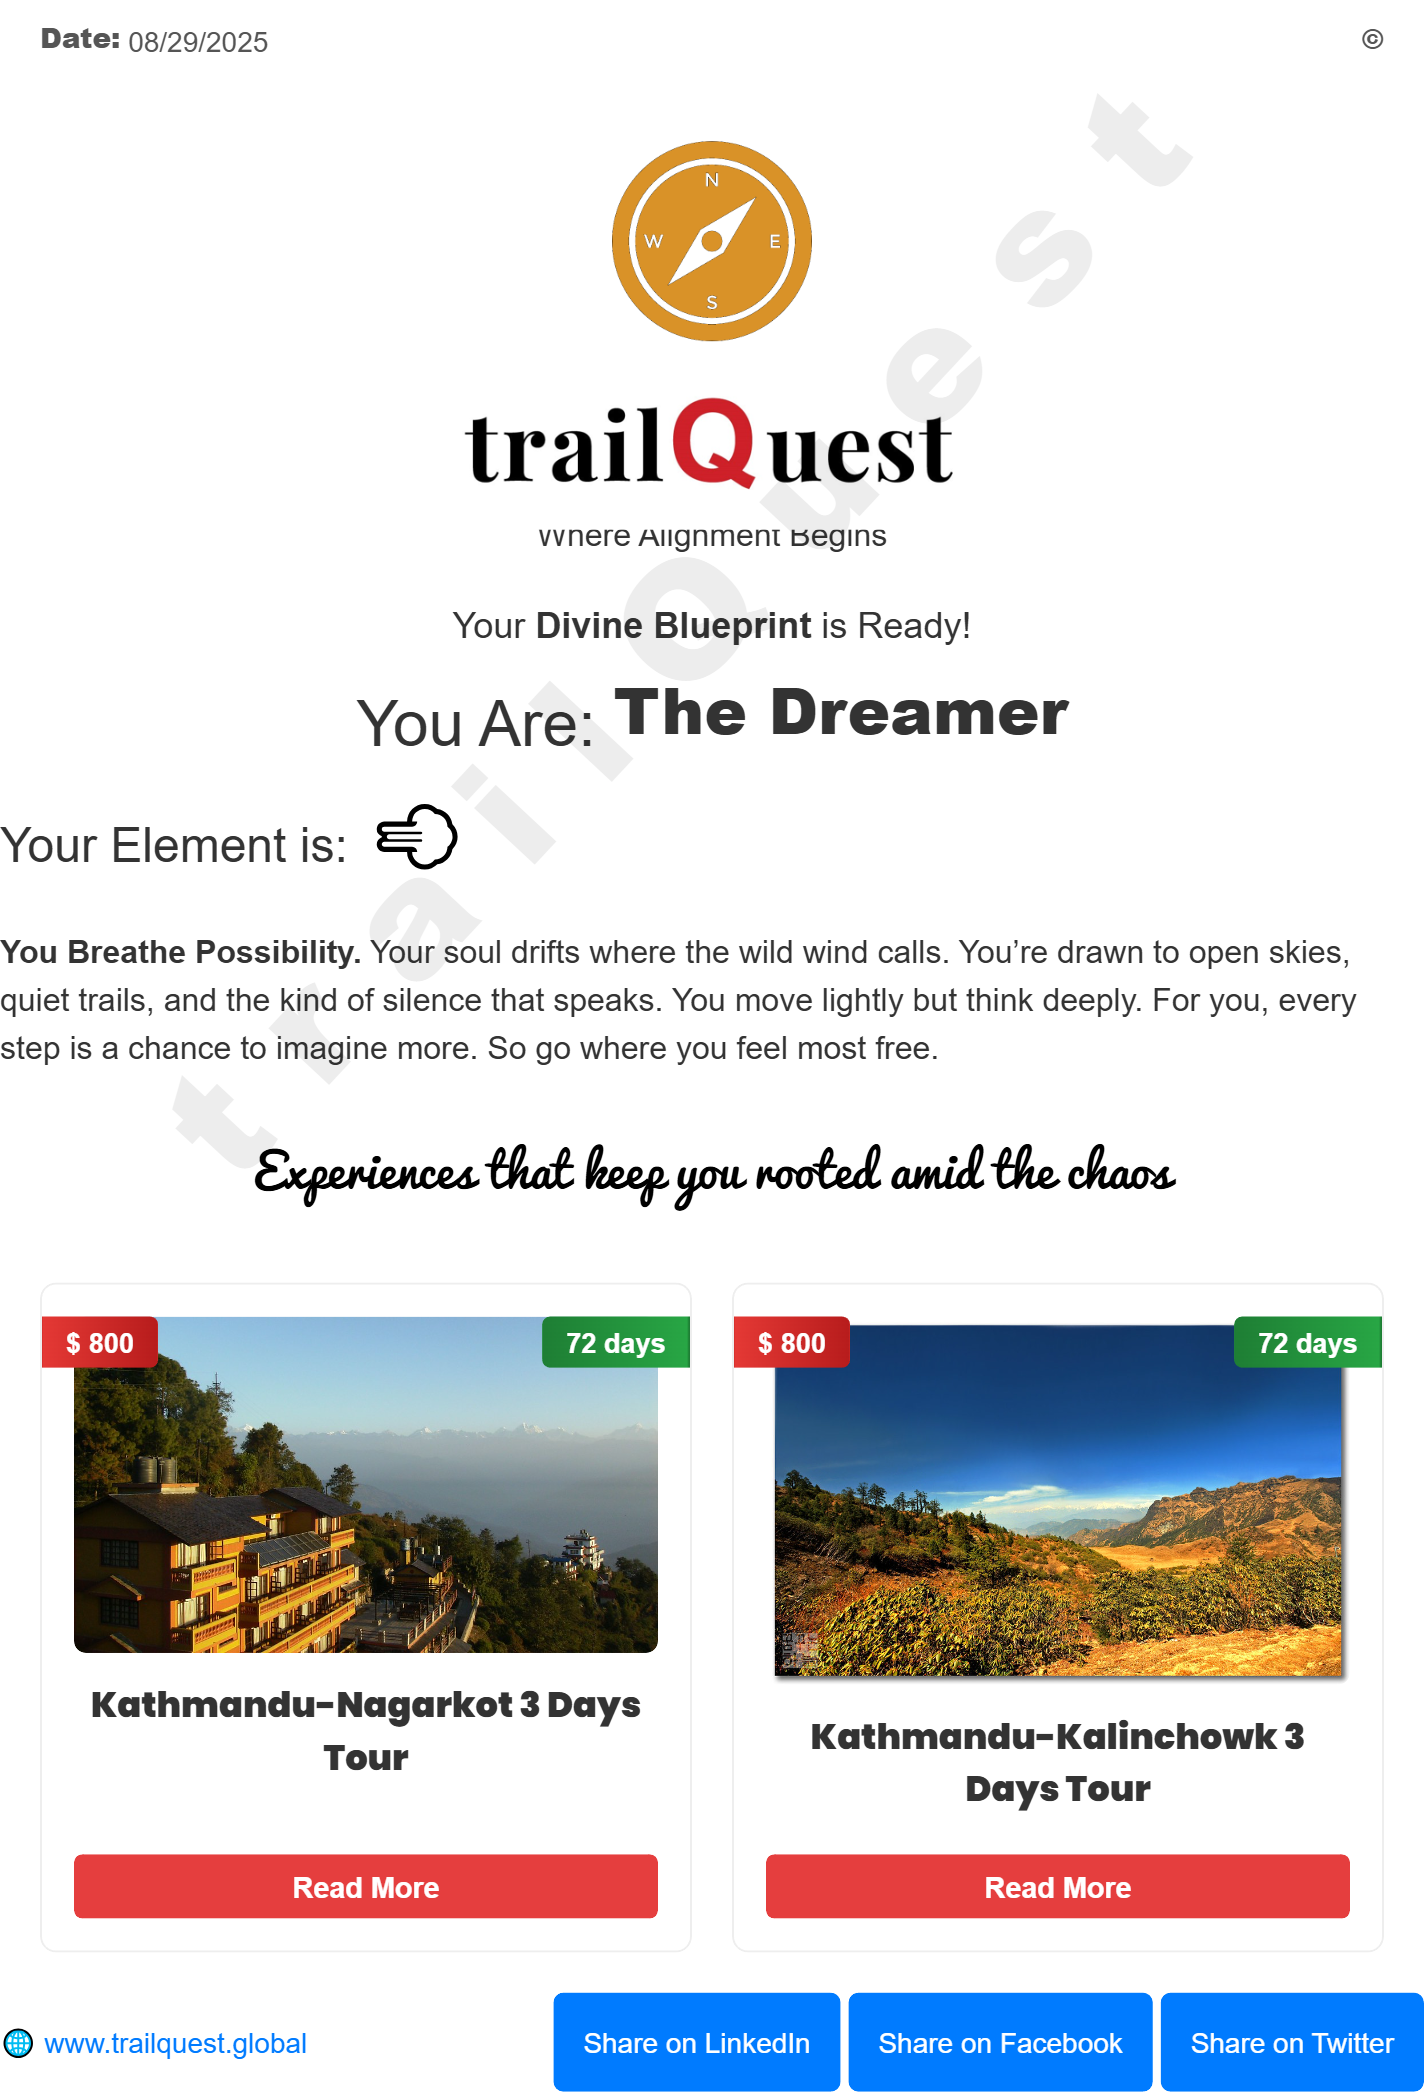 Date: 08/29/2025 ©
N
W E
S
trailQuest
Where Alignment Begins
Your Divine Blueprint is Ready!
You Are: The Dreamer
Your Element is:
You Breathe Possibility. Your soul drifts where the wild wind calls. You’re drawn to open skies,
quiet trails, and the kind of silence that speaks. You move lightly but think deeply. For you, every
step is a chance to imagine more. So go where you feel most free.
trailQuest
Experiences that keep you rooted amid the chaos
$ 800 72 days
Kathmandu-Nagarkot 3 Days
Tour
Read More
$ 800 72 days
Kathmandu-Kalinchowk 3
Days Tour
Read More
www.trailquest.global
Share on LinkedIn
Share on Facebook
Share on Twitter